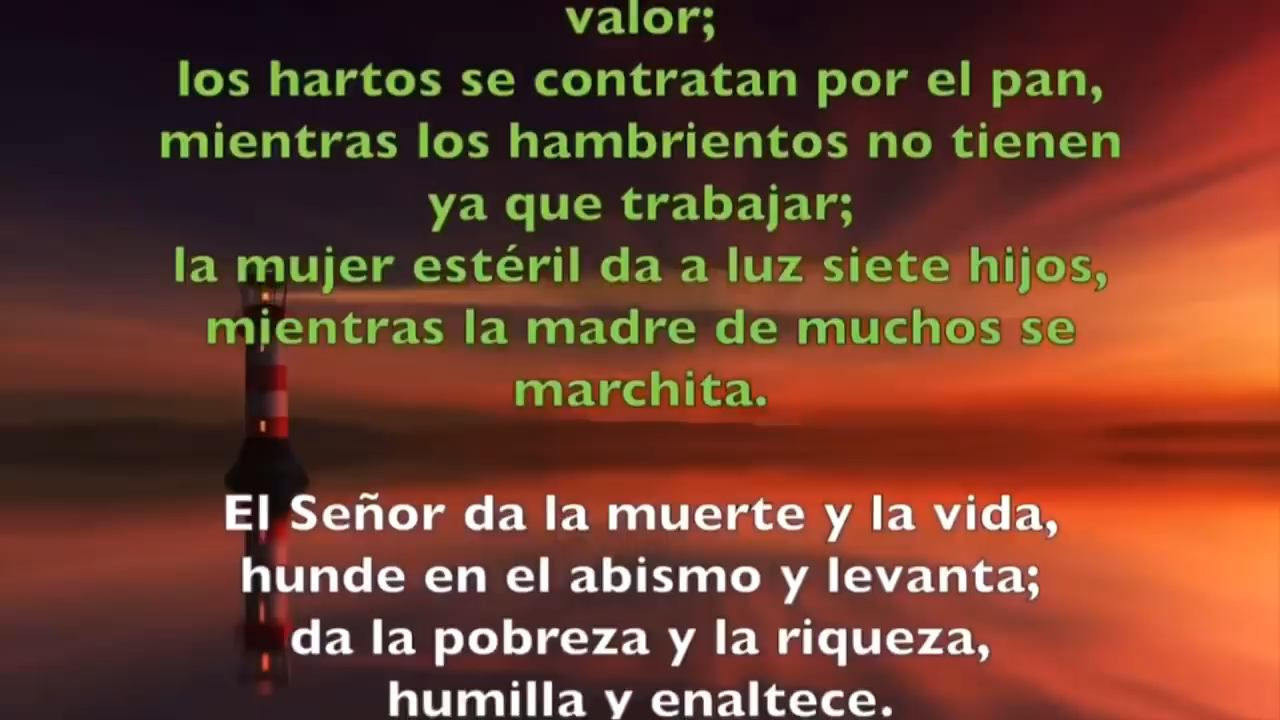 valor;
los hartos se contratan por el pan,
mientras los hambrientos no tienen
ya que trabajar;
la mujer estéril da a luz siete hijos,
mientras la madre de muchos se
marchita.
El Señor da la muerte y la vida,
hunde en el abismo y levanta;
da la pobreza y la riqueza,
humilla y enaltece.